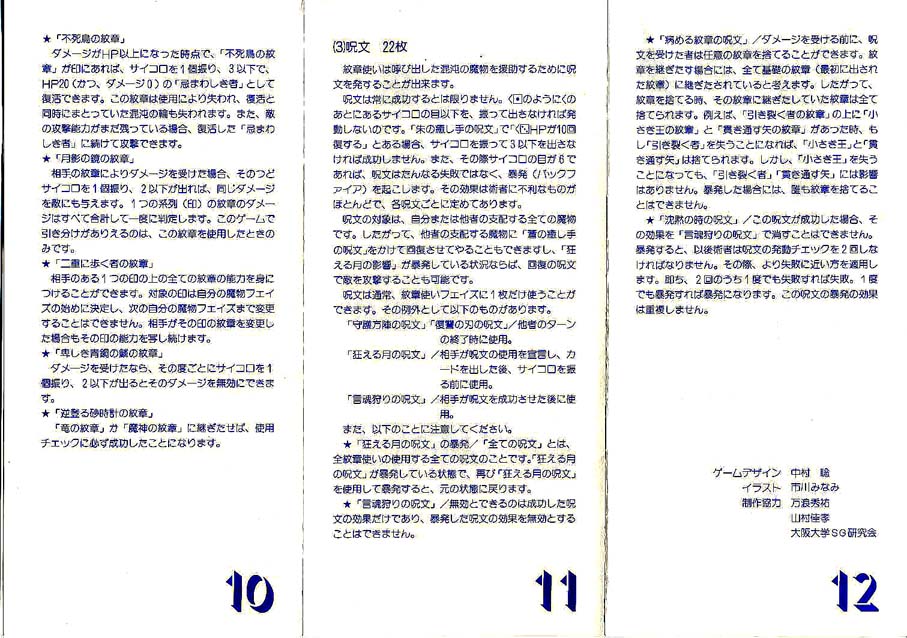 ★「不死鳥の紋章」
ダメージがHP以上になった時点で、「不死鳥の紋
章」が印にあれば、サイコロを1個振り、3以下で、
HP20(かつ、ダメージ0)の「忌まわしき者」として
復活できます。この紋章は使用により失われ、復活と
同時にまとっていた混沌の輪も失われます。また、敵
の攻撃能力がまだ残っている場合、復活した「忌まわ
しき者」に続けて攻撃できます。
★「月影の鏡の紋章」
相手の紋章によりダメージを受けた場合、そのつど
サイコロを1個振り、2以下が出れば、同じダメージ
を敵にも与えます。1つの系列(印)の紋章のダメー
ジはすべて合計して一度に判定します。このゲームで
引き分けがありえるのは、この紋章を使用したときの
みです。
★「二重に歩く者の紋章」
相手のある1つの印の上の全ての紋章の能力を身に
つけることができます。対象の印は自分の魔物フェイ
ズの始めに決定し、次の自分の魔物フェイズまで変更
することはできません。相手がその印の紋章を変更し
た場合もその印の能力を写し続けます。
★「卑しき青銅の鬣の紋章」
ダメージを受けたなら、その度ごとにサイコロを1
個振り、2以下が出るとそのダメージを無効にできま
す。
★「逆登る砂時計の紋章」
「竜の紋章」か「魔神の紋章」に継ぎたせば、使用
チェックに必ず成功したことになります。
10
(3)呪文 22枚
紋章使いは呼び出した混沌の魔物を援助するために呪
文を発することが出来ます。
呪文は常に成功するとは限りません。〈⚀のように〈の
あとにあるサイコロの目以下を、振って出さなければ発
動しないのです。「朱の癒し手の呪文」で「〈⚂HPが10回
復する」とある場合、サイコロを振って3以下を出さな
ければ成功しません。また、その際サイコロの目が6で
あれば、呪文はたんなる失敗ではなく、暴発(バックフ
ァイア)を起こします。その効果は術者に不利なものが
ほとんどで、各呪文ごとに定めてあります。
呪文の対象は、自分または他者の支配する全ての魔物
です。したがって、他者の支配する魔物に「蒼の癒し手
の呪文」をかけて回復させてやることもできますし、「狂
える月の影響」が暴発している状況ならば、回復の呪文
で敵を攻撃することも可能です。
呪文は通常、紋章使いフェイズに1枚だけ使うことが
できます。その例外として以下のものがあります。
「守護方陣の呪文」「復讐の刃の呪文」/他者のターン
の終了時に使用。
「狂える月の呪文」/相手が呪文の使用を宣言し、カ
ードを出した後、サイコロを振
る前に使用。
「言魂狩りの呪文」/相手が呪文を成功させた後に使
用。
また、以下のことに注意してください。
★「狂える月の呪文」の暴発/「全ての呪文」とは、
全紋章使いの使用する全ての呪文のことです。「狂える月
の呪文」が暴発している状態で、再び「狂える月の呪文」
を使用して暴発すると、元の状態に戻ります。
★「言魂狩りの呪文」/無効とできるのは成功した呪
文の効果だけであり、暴発した呪文の効果を無効とする
ことはできません。
11
★「病める紋章の呪文」/ダメージを受ける前に、呪
文を受けた者は任意の紋章を捨てることができます。紋
章を継ぎたす場合には、全て基礎の紋章(最初に出され
た紋章)に継ぎたされていると考えます。したがって、
紋章を捨てる時、その紋章に継ぎたしていた紋章は全て
捨てられます。例えば、「引き裂く者の紋章」の上に「小
さき王の紋章」と「貫き通す矢の紋章」があった時、も
し「引き裂く者」を失うことになれば、「小さき王」と「貫
き通す矢」は捨てられます。しかし、「小さき王」を失う
ことになっても、「引き裂く者」「貫き通す矢」には影響
はありません。暴発した場合には、誰も紋章を捨てるこ
とはできません。
★「沈黙の時の呪文」/この呪文が成功した場合、そ
の効果を「言魂狩りの呪文」で消すことはできません。
暴発すると、以後術者は呪文の発動チェックを2回しな
ければなりません。その際、より失敗に近い方を適用し
ます。即ち、2回のうち1度でも失敗すれば失敗。1度
でも暴発すれば暴発になります。この呪文の暴発の効果
は重複しません。
ゲームデザイン 中村 聡
イラスト 市川みなみ
制作協力 万浪秀祐
山村佳孝
大阪大学SG研究会
12